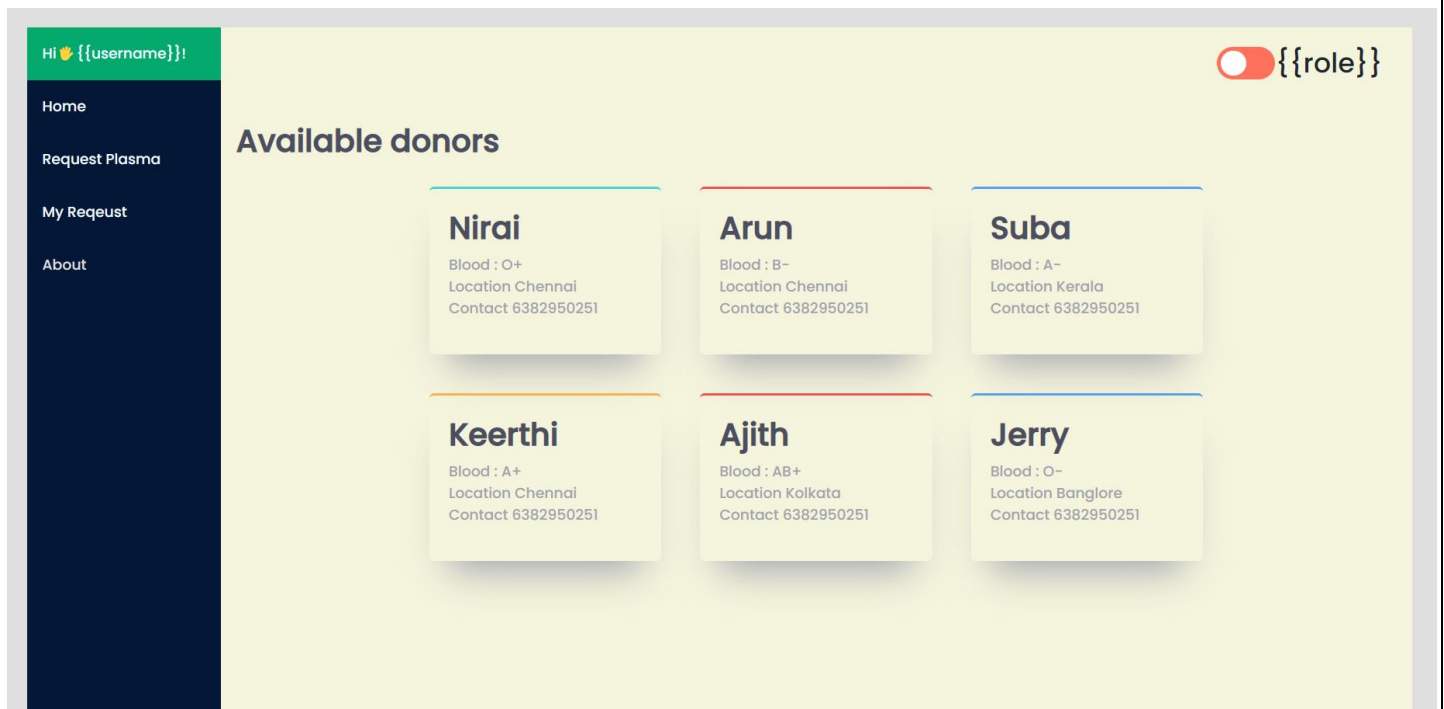 Hi🖐{{username}}!
{{role}}
Home
Request Plasma
My Reqeust
About
Available donors
Nirai
Blood : O+
Location Chennai
Contact 6382950251
Arun
Blood : B-
Location Chennai
Contact 6382950251
Suba
Blood : A-
Location Kerala
Contact 6382950251
Keerthi
Blood : A+
Location Chennai
Contact 6382950251
Ajith
Blood : AB+
Location Kolkata
Contact 6382950251
Jerry
Blood : O-
Location Banglore
Contact 6382950251